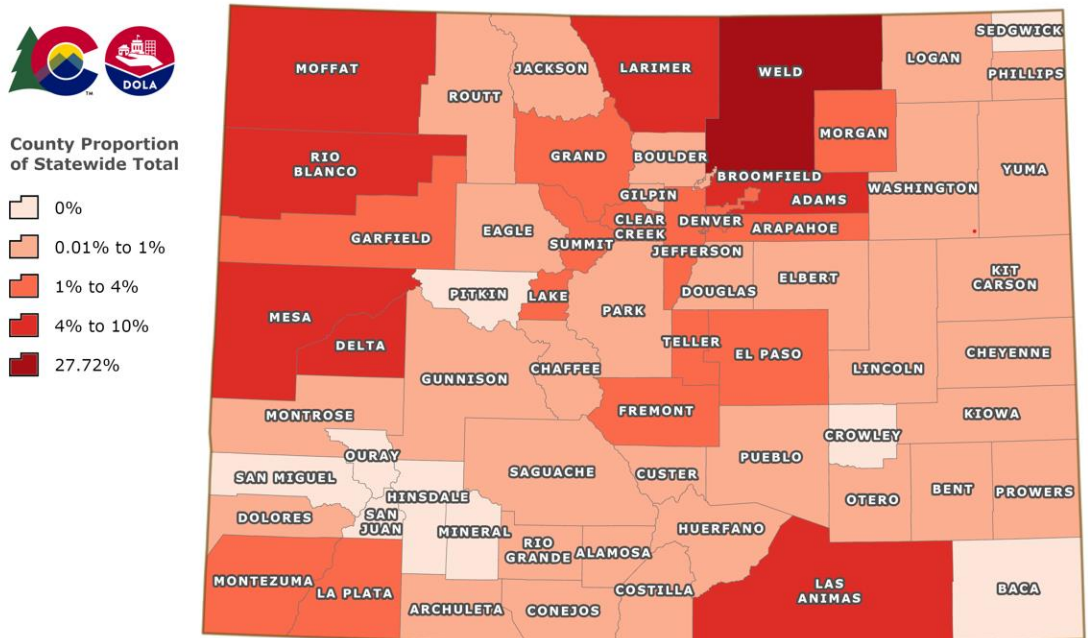 DOLA
County Proportion
of Statewide Total
0%
0.01% to 1%
1% to 4%
4% to 10%
27.72%
MOFFAT
ROUTT
JACKSON
LARIMER
WELD
LOGAN
SEDGWICK
PHILLIPS
MORGAN
RIO
BLANCO
GRAND
BOULDER
BROOMFIELD
WASHINGTON
YUMA
GILPIN
ADAMS
GARFIELD
EAGLE
SUMMIT
CLEAR
CREEK
DENVER
ARAPAHOE
JEFFERSON
MESA
PITKIN
LAKE
PARK
DOUGLAS
ELBERT
KIT
CARSON
DELTA
GUNNISON
CHAFFEE
TELLER
EL PASO
LINCOLN
CHEYENNE
MONTROSE
FREMONT
KIOWA
OURAY
CROWLEY
SAN MIGUEL
HINSDALE
SAGUACHE
CUSTER
PUEBLO
OTERO
BENT
PROWERS
DOLORES
SAN
JUAN
MINERAL
RIO
GRANDE
ALAMOSA
HUERFANO
MONTEZUMA
LA PLATA
ARCHULETA
CONEJOS
COSTILLA
LAS
ANIMAS
BACA